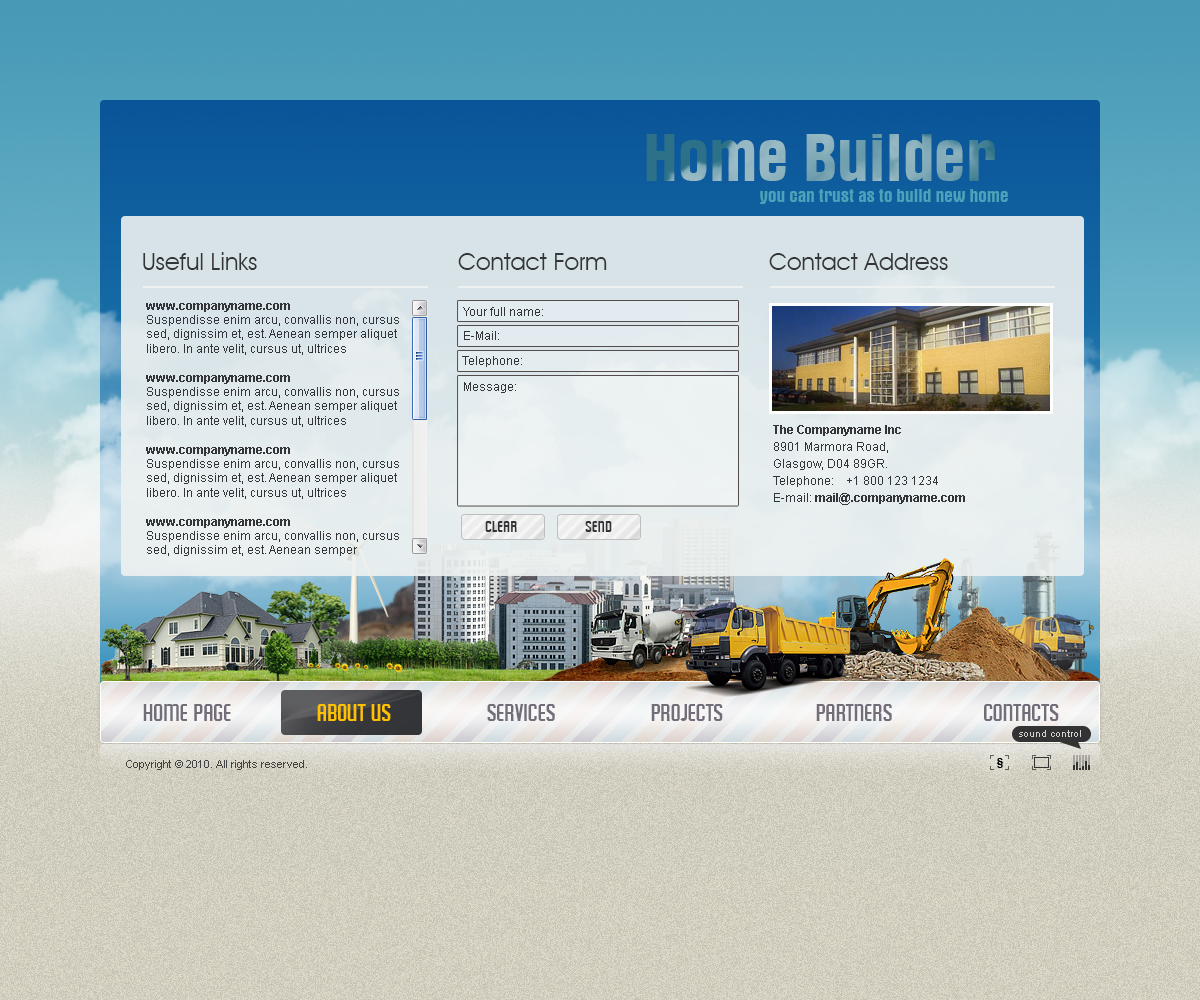 Home Builder
you can trust as to bulid new home
Useful Links
www.companyname.com
Suspendisse enim arcu, convallis non, cursus
sed, dignissim et, est. Aenean semper aliquet
libero. In ante velit, cursus ut, ultrices
www.companyname.com
Suspendisse enim arcu, convallis non, cursus
sed, dignissim et, est. Aenean semper aliquet
libero. In ante velit, cursus ut, ultrices
www.companyname.com
Suspendisse enim arcu, convallis non, cursus
sed, dignissim et, est. Aenean semper aliquet
libero. In ante velit, cursus ut, ultrices
www.companyname.com
Suspendisse enim arcu, convallis non, cursus
sed, dignissim et, est. Aenean semper
Contact Form
Your full name:
E-Mail:
Telephone:
Message:
CLEAR SEND
Contact Address
The Companyname Inc
8901 Marmora Road,
Glasgow, D04 89GR.
Telephone: +1 800 123 1234
E-mail: mail@.companyname.com
HOME PAGE ABOUT US SERVICES PROJECTS PARTNERS CONTACTS
sound control
Copyright © 2010. All rights reserved.
§